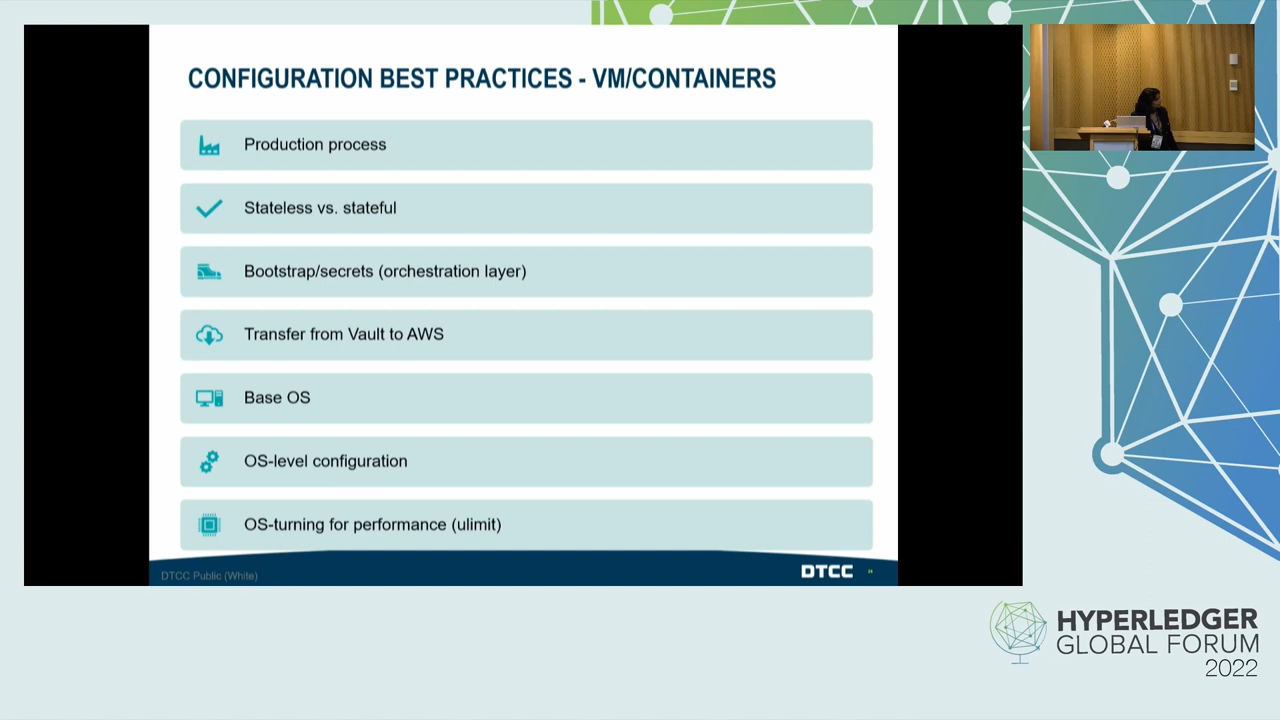 CONFIGURATION BEST PRACTICES - VM/CONTAINERS
Production process
Stateless vs. stateful
Bootstrap/secrets (orchestration layer)
Transfer from Vault to AWS
Base OS
OS-level configuration
OS-turning for performance (ulimit)
DTCC Public (White)
DTCC
HYPERLEDGER
GLOBAL FORUM
2022